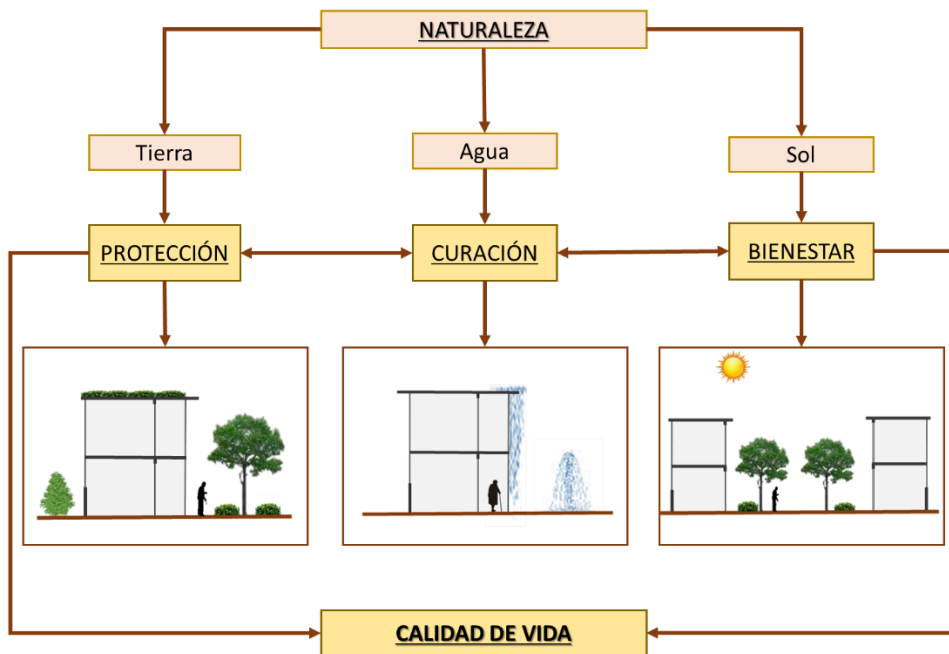 NATURALEZA
Tierra
Agua
Sol
PROTECCIÓN
CURACIÓN
BIENESTAR
CALIDAD DE VIDA